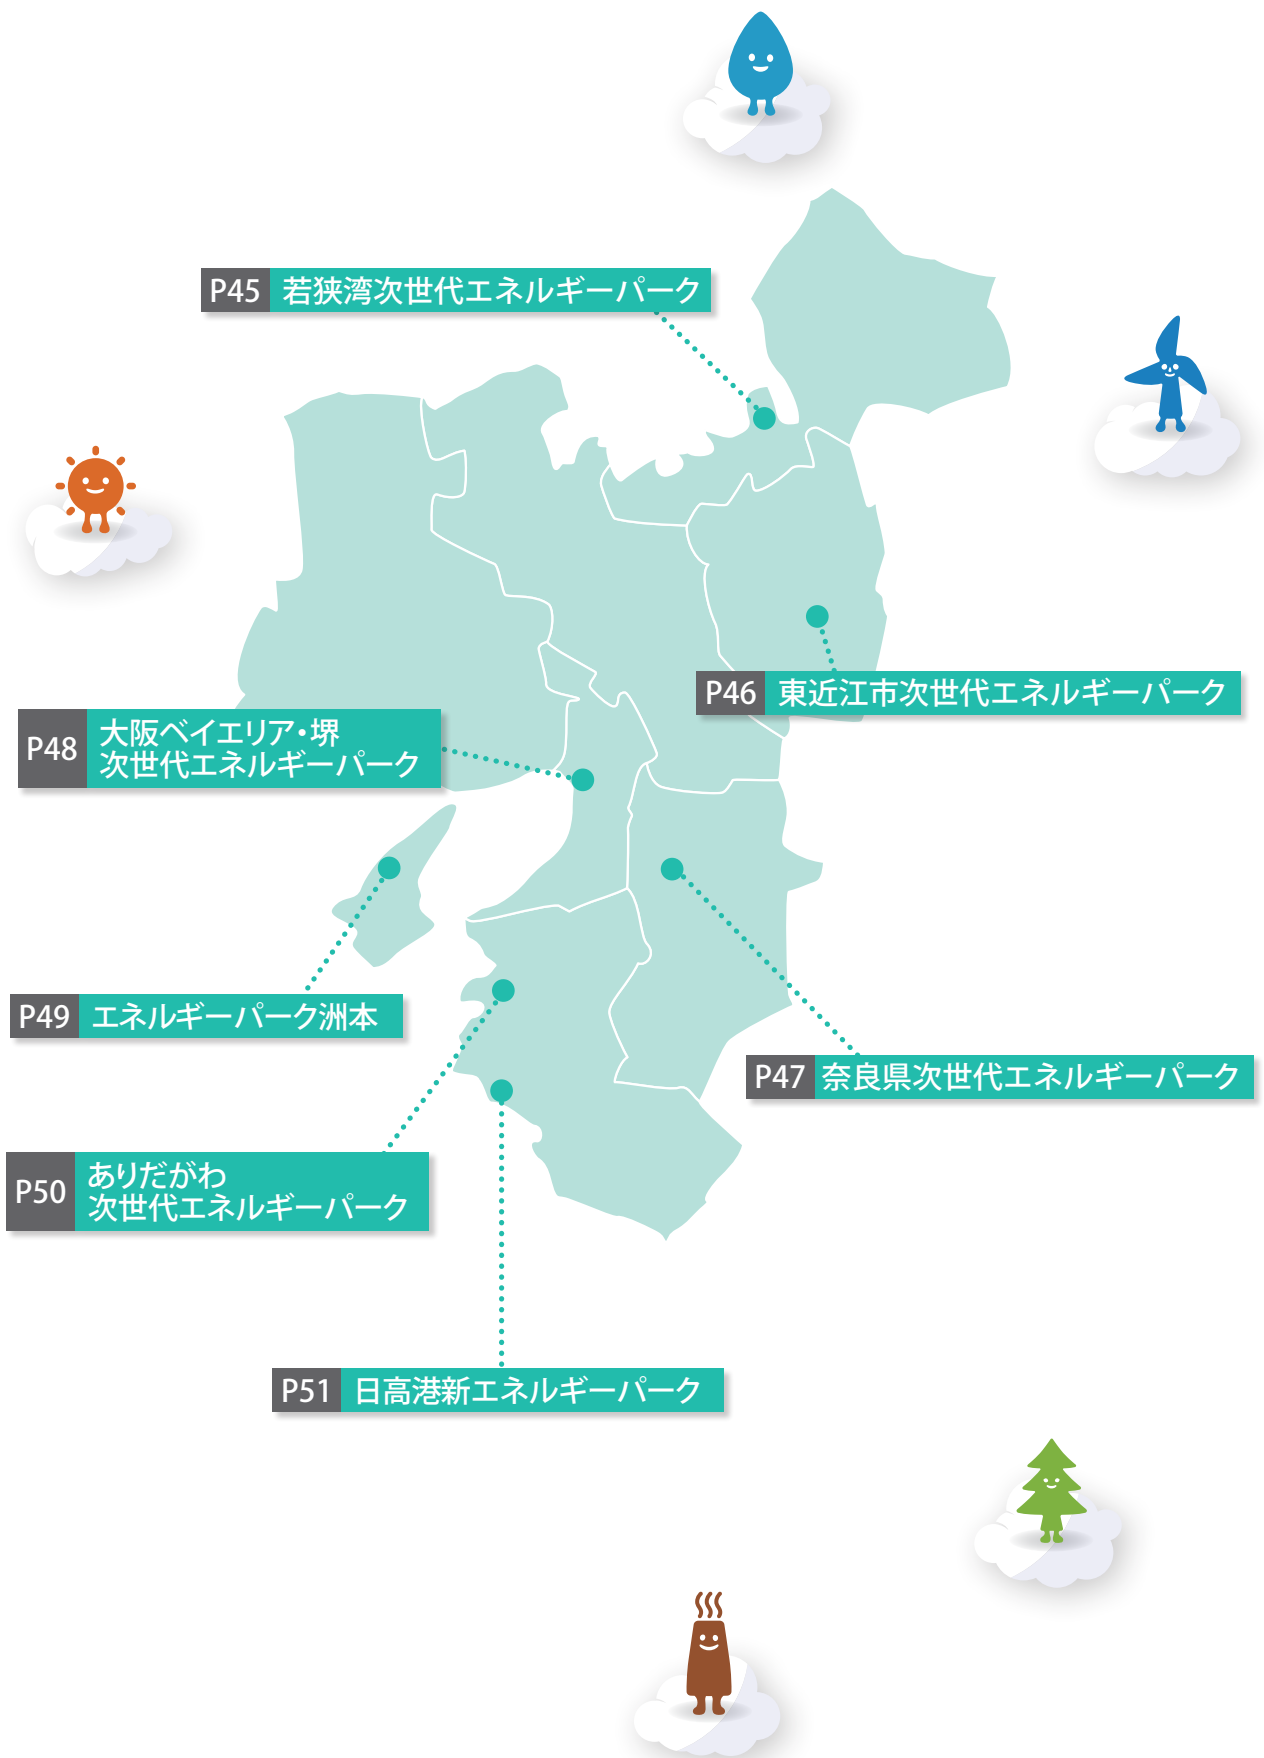 P45 若狭湾次世代エネルギーパーク
P46 東近江市次世代エネルギーパーク
P48 大阪ベイエリア・堺
次世代エネルギーパーク
P49 エネルギーパーク洲本
P47 奈良県次世代エネルギーパーク
P50 ありだがわ
次世代エネルギーパーク
P51 日高港新エネルギーパーク